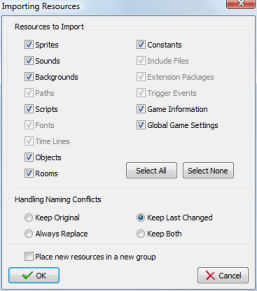 Importing Resources
Resources to Import
Sprites Constants
Sounds Include Files
Backgrounds Extension Packages
Paths Trigger Events
Scripts Game Information
Fonts Global Game Settings
Time Lines
Objects
Rooms
Select All Select None
Handling Naming Conflicts
Keep Original Keep Last Changed
Always Replace Keep Both
Place new resources in a new group
OK Cancel